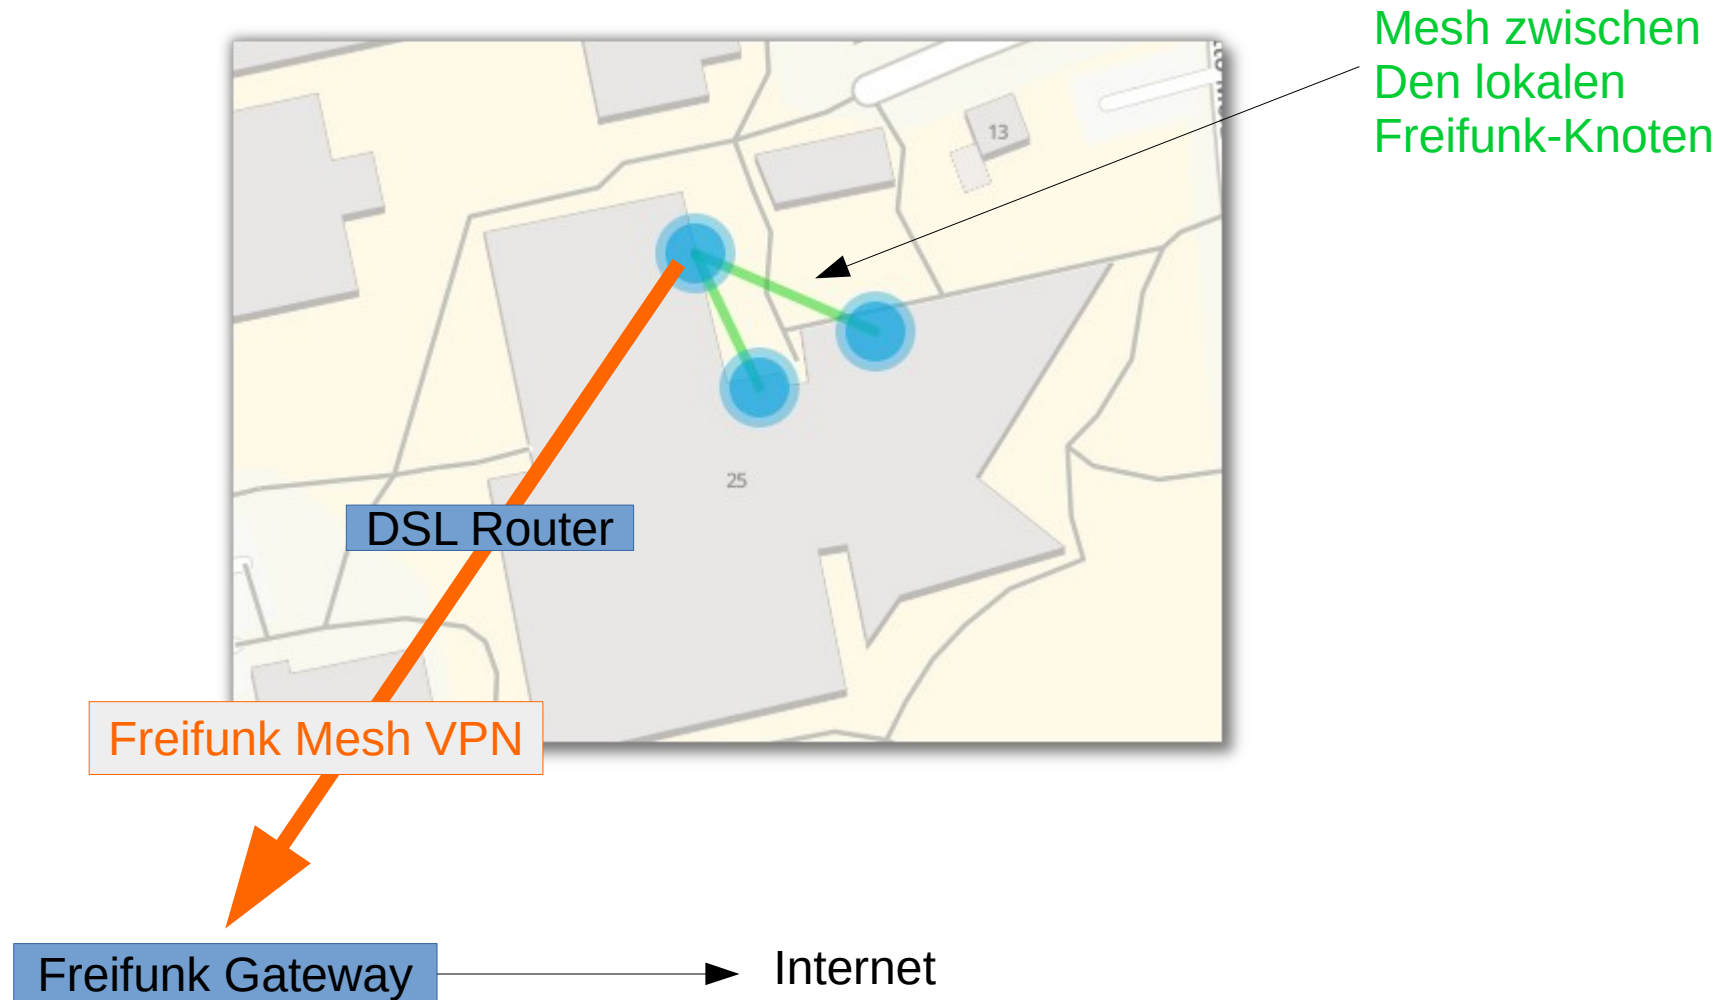 Mesh zwischen
Den lokalen
Freifunk-Knoten
13
25
DSL Router
Freifunk Mesh VPN
Freifunk Gateway
Internet